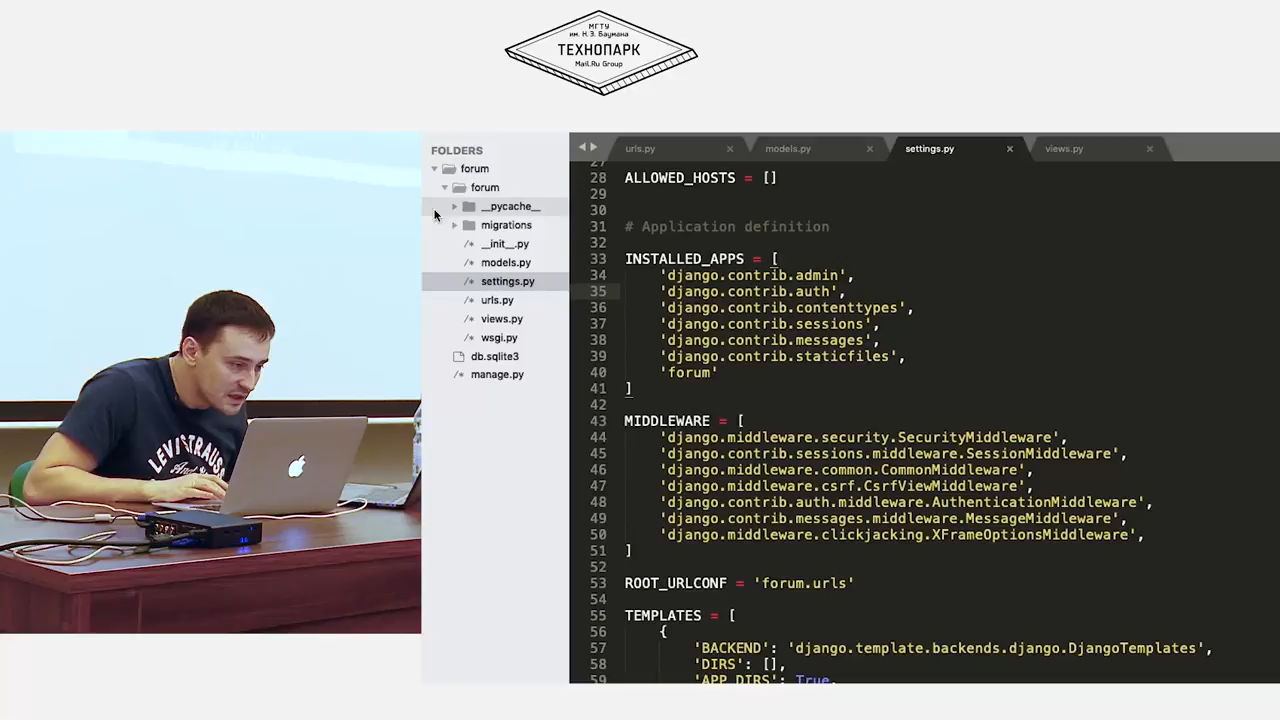 МГТУ
им. Н.Э. Баумана
ТЕХНОПАРК
Mail.Ru Group
FOLDERS
forum
forum
__pycache__
migrations
__init__.py
models.py
settings.py
urls.py
views.py
wsgi.py
db.sqlite3
manage.py
urls.py
models.py
settings.py
views.py
27
28 ALLOWED_HOSTS = []
29
30
31 # Application definition
32
33 INSTALLED_APPS = [
34 'django.contrib.admin',
35 'django.contrib.auth',
36 'django.contrib.contenttypes',
37 'django.contrib.sessions',
38 'django.contrib.messages',
39 'django.contrib.staticfiles',
40 'forum'
41 ]
42
43 MIDDLEWARE = [
44 'django.middleware.security.SecurityMiddleware',
45 'django.contrib.sessions.middleware.SessionMiddleware',
46 'django.middleware.common.CommonMiddleware',
47 'django.middleware.csrf.CsrfViewMiddleware',
48 'django.contrib.auth.middleware.AuthenticationMiddleware',
49 'django.contrib.messages.middleware.MessageMiddleware',
50 'django.middleware.clickjacking.XFrameOptionsMiddleware',
51 ]
52
53 ROOT_URLCONF = 'forum.urls'
54
55 TEMPLATES = [
56 {
57 'BACKEND': 'django.template.backends.django.DjangoTemplates',
58 'DIRS': [],
59 'APP_DIRS': True,
LEVI STRAUSS